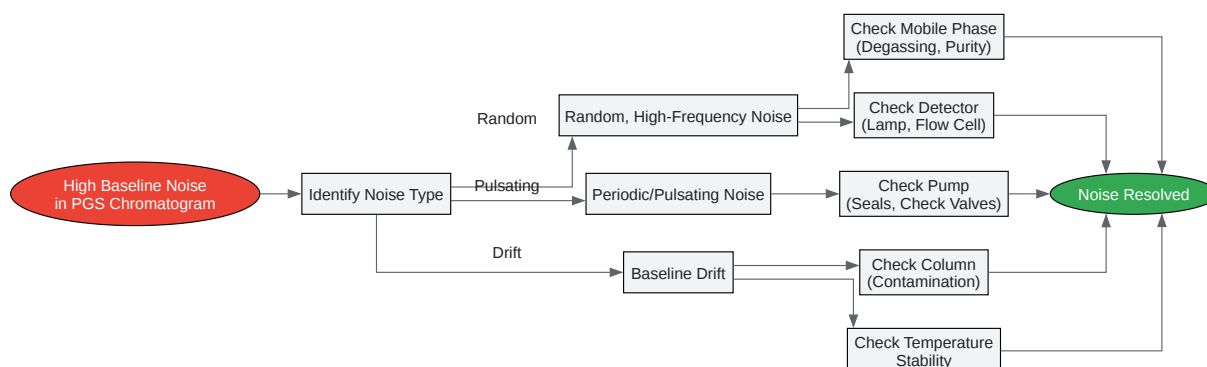 High Baseline Noise
in PGS Chromatogram
Identify Noise Type
Random
Pulsating
Drift
Random, High-Frequency Noise
Periodic/Pulsating Noise
Baseline Drift
Check Mobile Phase
(Degassing, Purity)
Check Detector
(Lamp, Flow Cell)
Check Pump
(Seals, Check Valves)
Check Column
(Contamination)
Check Temperature
Stability
Noise Resolved